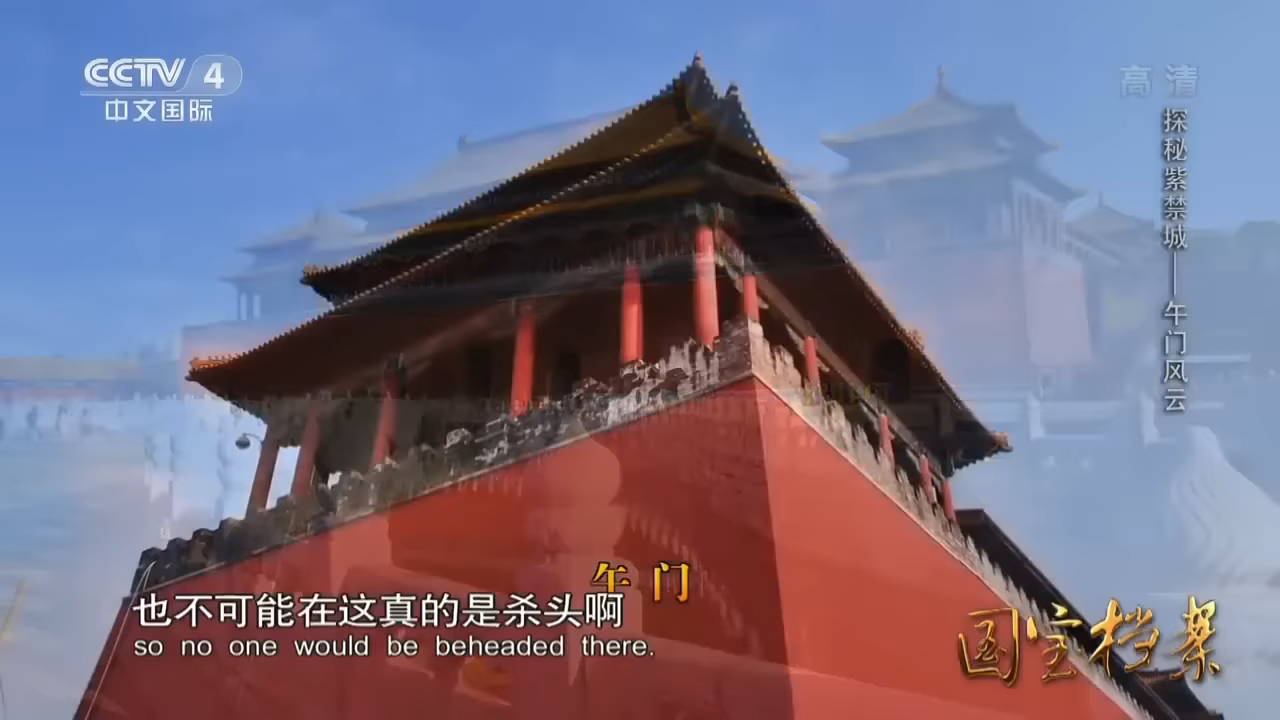 CCTV 4
中文国际
高清
探秘紫禁城——午门风云
午门
也不可能在这真的是杀头啊
so no one would be beheaded there.
国宝档案